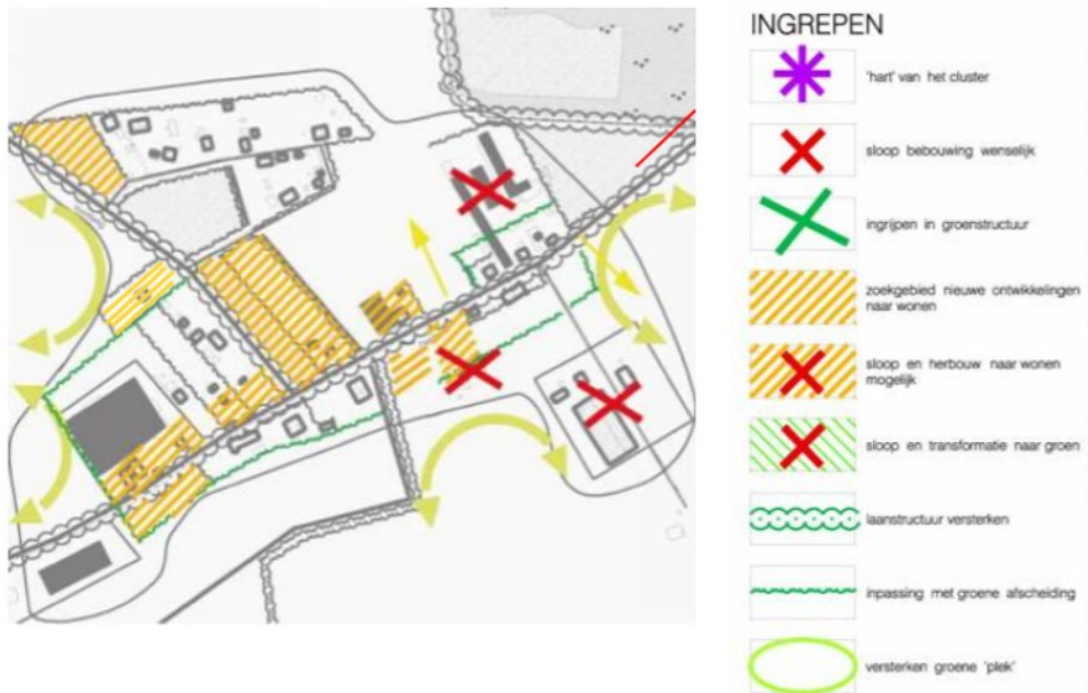 INGREPEN
'hart' van het cluster
sloop bebouwing wenselijk
ingrijpen in groenstructuur
zoekgebied nieuwe ontwikkelingen
naar wonen
sloop en herbouw naar wonen
mogelijk
sloop en transformatie naar groen
laanstructuur versterken
inpassing met groene afscheiding
versterken groene 'plek'